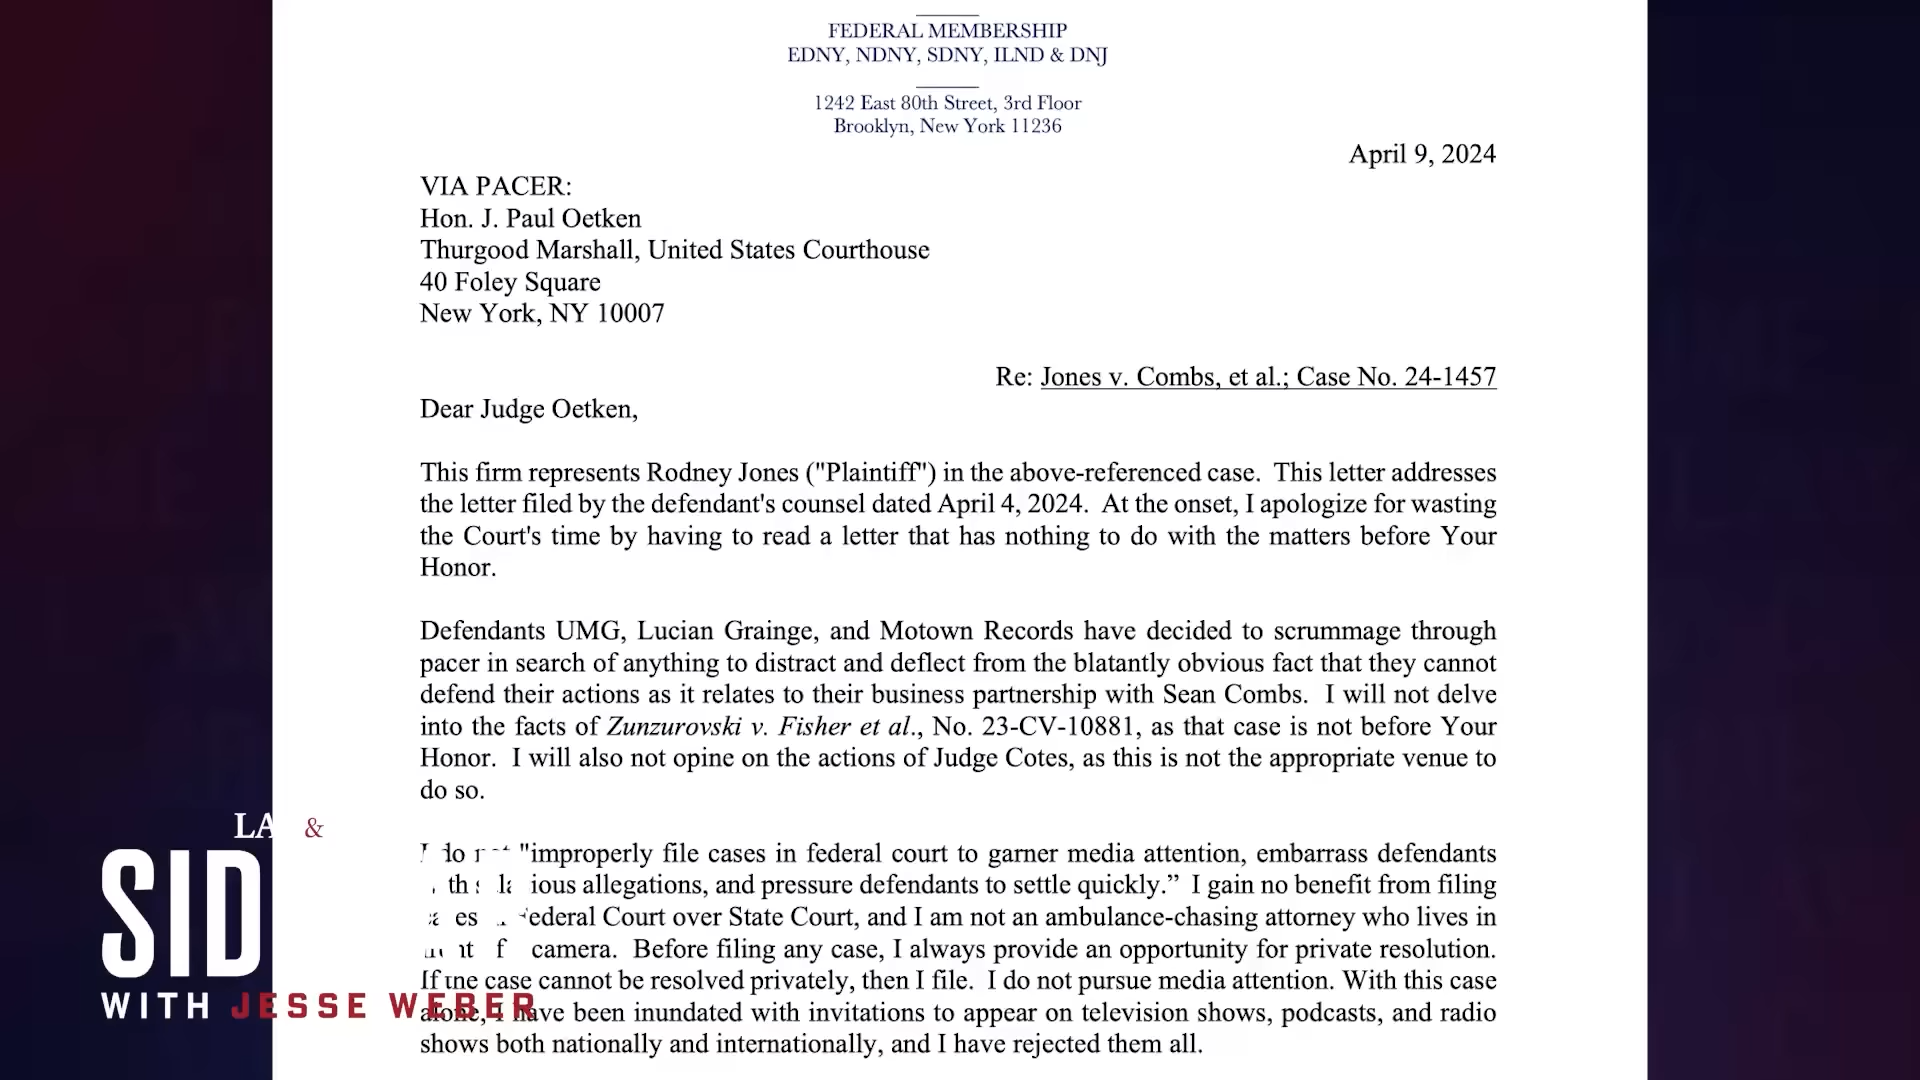 FEDERAL MEMBERSHIP
EDNY, NDNY, SDNY, ILND & DNJ
1242 East 80th Street, 3rd Floor
Brooklyn, New York 11236
April 9, 2024
VIA PACER:
Hon. J. Paul Oetken
Thurgood Marshall, United States Courthouse
40 Foley Square
New York, NY 10007
Re: Jones v. Combs, et al.; Case No. 24-1457
Dear Judge Oetken,
This firm represents Rodney Jones ("Plaintiff") in the above-referenced case. This letter addresses
the letter filed by the defendant's counsel dated April 4, 2024. At the onset, I apologize for wasting
the Court's time by having to read a letter that has nothing to do with the matters before Your
Honor.
Defendants UMG, Lucian Grainge, and Motown Records have decided to scrummage through
pacer in search of anything to distract and deflect from the blatantly obvious fact that they cannot
defend their actions as it relates to their business partnership with Sean Combs. I will not delve
into the facts of Zunzurovski v. Fisher et al., No. 23-CV-10881, as that case is not before Your
Honor. I will also not opine on the actions of Judge Cotes, as this is not the appropriate venue to
do so.
I do "improperly file cases in federal court to garner media attention, embarrass defendants
allegations, and pressure defendants to settle quickly.” I gain no benefit from filing
Federal Court over State Court, and I am not an ambulance-chasing attorney who lives in
camera. Before filing any case, I always provide an opportunity for private resolution.
If the case cannot be resolved privately, then I file. I do not pursue media attention. With this case
have been inundated with invitations to appear on television shows, podcasts, and radio
shows both nationally and internationally, and I have rejected them all.
LA &
SID
WITH JESSE WEBER